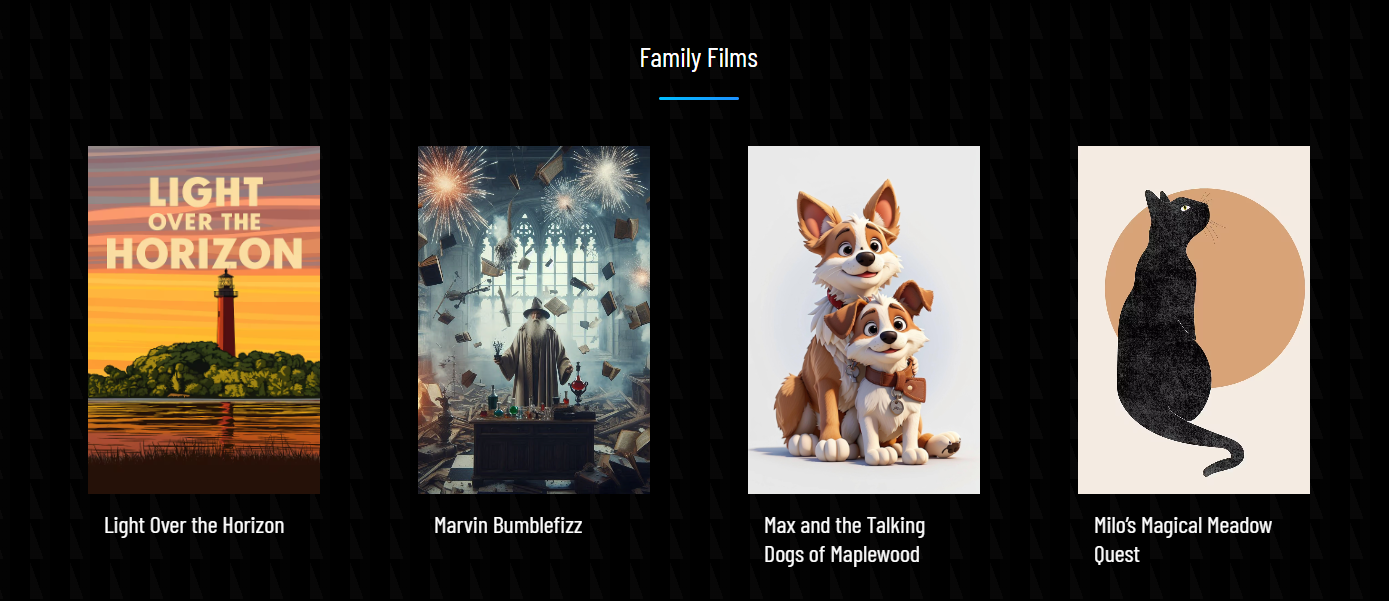 Family Films
LIGHT
OVER THE
HORIZON
Light Over the Horizon
Marvin Bumblefizz
Max and the Talking
Dogs of Maplewood
Milo's Magical Meadow
Quest